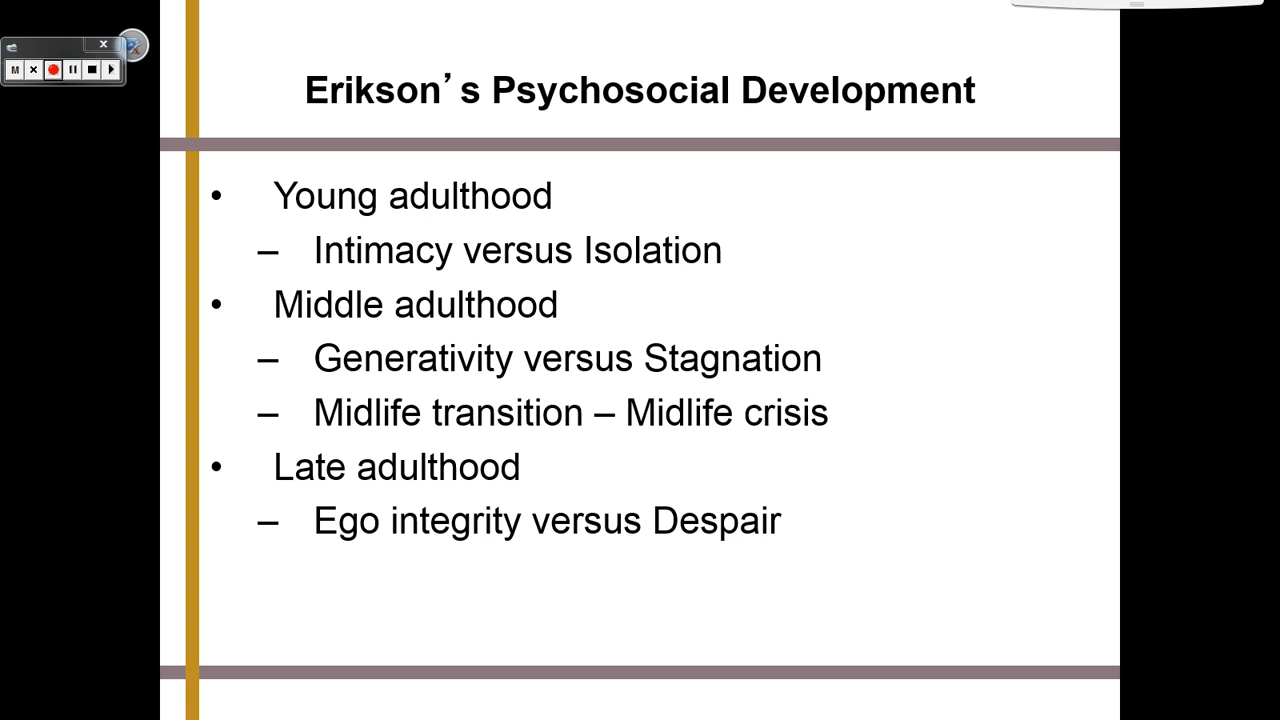 M
Erikson’s Psychosocial Development
• Young adulthood
– Intimacy versus Isolation
• Middle adulthood
– Generativity versus Stagnation
– Midlife transition – Midlife crisis
• Late adulthood
– Ego integrity versus Despair